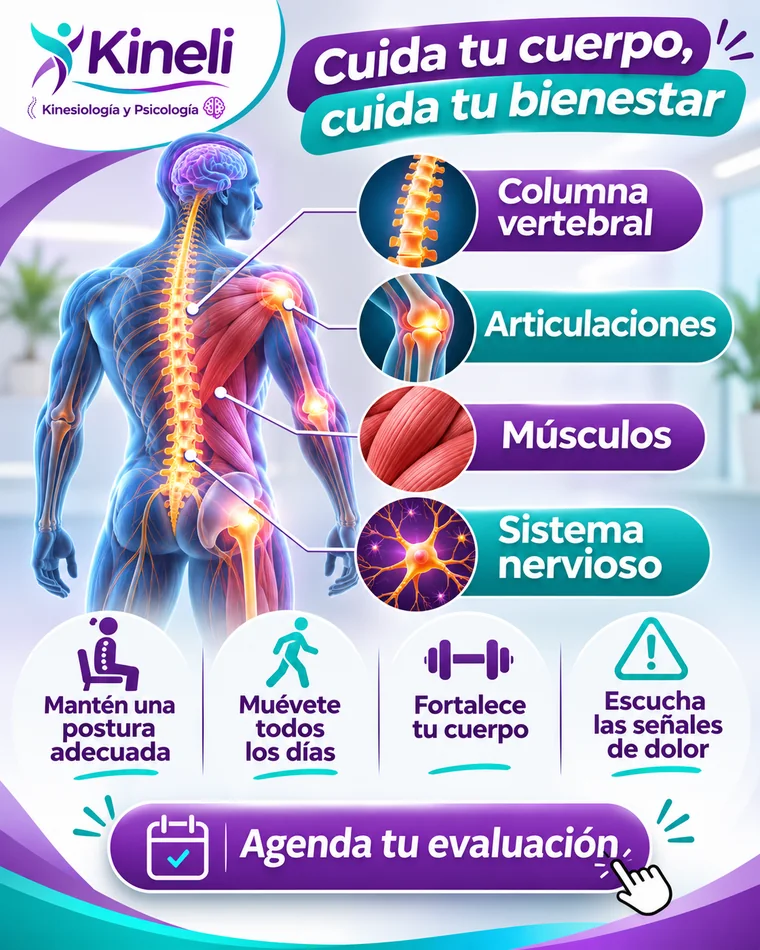 Kineli
Kinesiología y Psicología
Cuida tu cuerpo,
cuida tu bienestar
Columna
vertebral
Articulaciones
Músculos
Sistema
nervioso
Mantén una
postura
adecuada
Muévete
todos
los días
Fortalece
tu cuerpo
Escucha
las señales
de dolor
Agenda tu evaluación